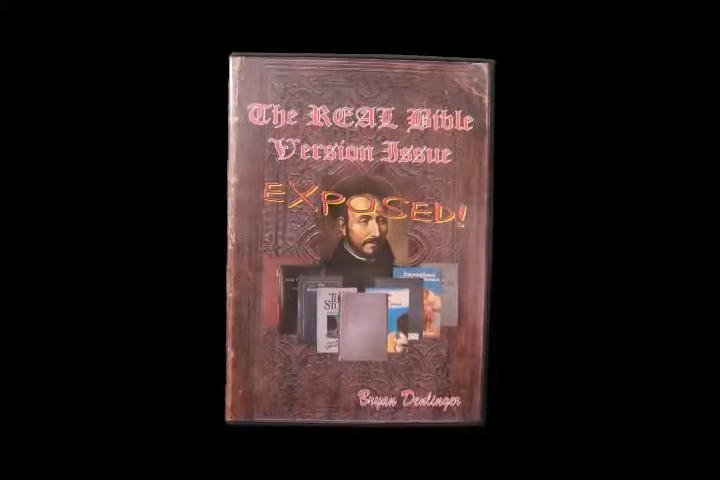 The REAL Bible
Version Issue
EXPOSED!
Bryan Denlinger